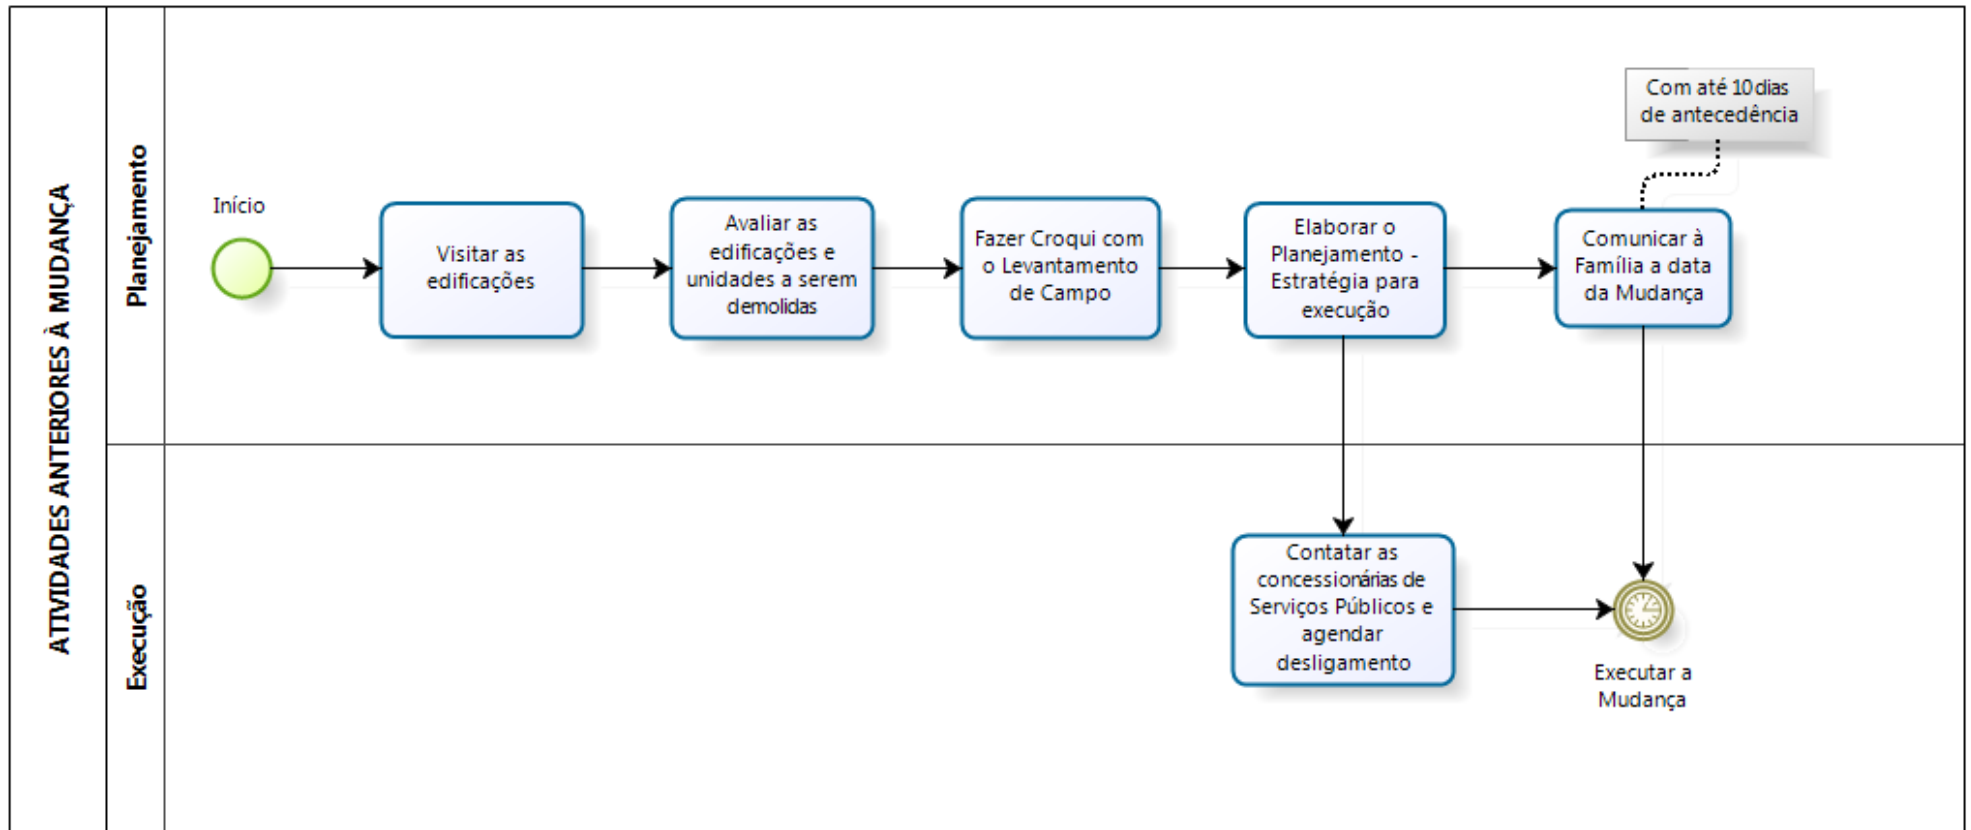 ATIVIDADES ANTERIORES À MUDANÇA
Planejamento
Início
Visitar as
edificações
Avaliar as
edificações e
unidades a serem
demolidas
Fazer Croqui com
o Levantamento
de Campo
Elaborar o
Planejamento -
Estratégia para
execução
Comunicar à
Família a data
da Mudança
Com até 10 dias
de antecedência
Execução
Contatar as
concessionárias de
Serviços Públicos e
agendar
desligamento
Executar a
Mudança